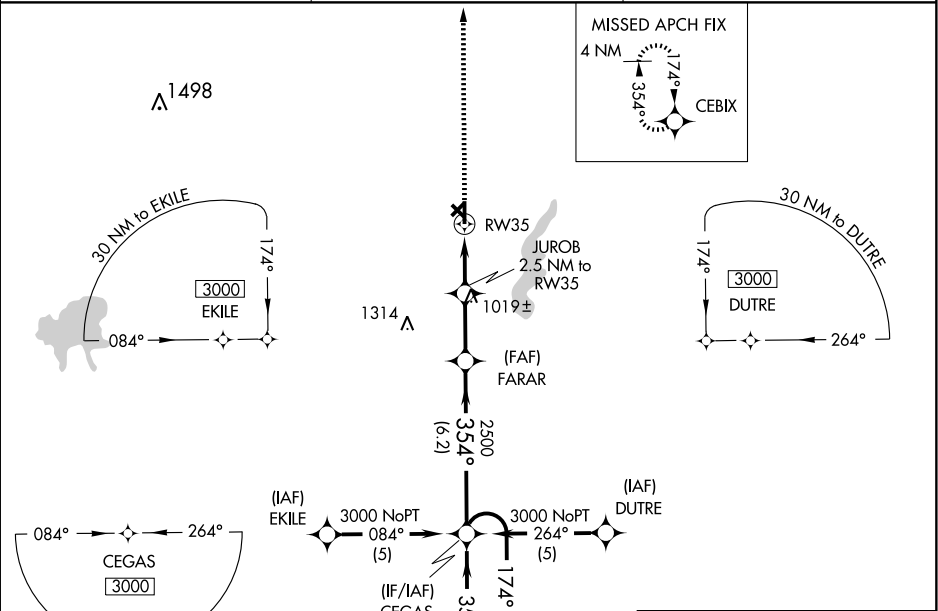 MISSED APCH FIX
4 NM
174°
354°
CEBIX
1498
30 NM to EKILE
174°
3000
EKILE
084°
RW35
JUROB
2.5 NM to
RW35
1019±
1314
(FAF)
FARAR
30 NM to DUTRE
174°
3000
DUTRE
264°
2500
354°
(6.2)
(IAF)
EKILE
3000 NoPT
084°
(5)
3000 NoPT
264°
(5)
(IAF)
DUTRE
084°
264°
CEGAS
3000
(IF/IAF)
CEGAS
174°